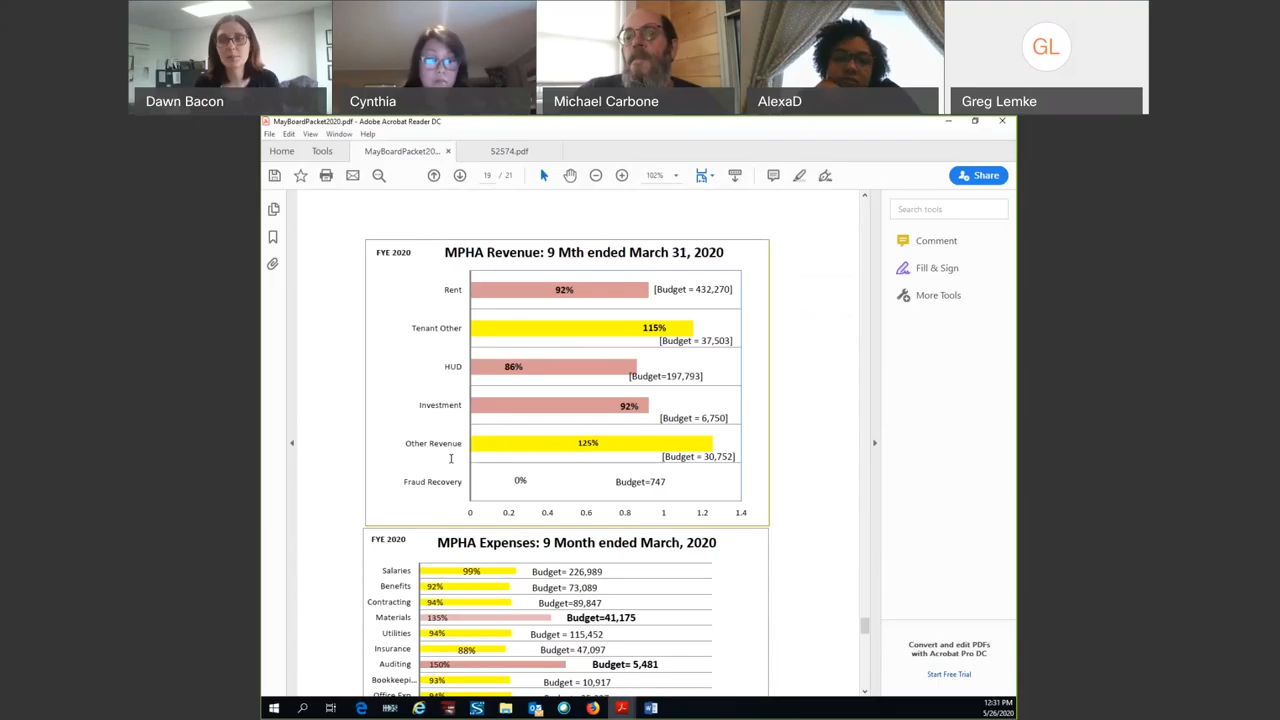 GL
Dawn Bacon
Cynthia
Michael Carbone
AlexaD
Greg Lemke
MayBoardPacket2020.pdf - Adobe Acrobat Reader DC
File Edit View Window Help
Home Tools MayBoardPacket20... × 52574.pdf
19 / 21 102% Share
Search tools
Comment
Fill & Sign
More Tools
FYE 2020 MPHA Revenue: 9 Mth ended March 31, 2020
Rent 92% [Budget = 432,270]
Tenant Other 115%
[Budget = 37,503]
HUD 86%
[Budget=197,793]
Investment 92%
[Budget = 6,750]
Other Revenue 125%
[Budget = 30,752]
Fraud Recovery 0% Budget=747
0 0.2 0.4 0.6 0.8 1 1.2 1.4
FYE 2020 MPHA Expenses: 9 Month ended March, 2020
Salaries 99% Budget= 226,989
Benefits 92% Budget= 73,089
Contracting 94% Budget=89,847
Materials 135% Budget=41,175
Utilities 94% Budget = 115,452
Insurance 88% Budget= 47,097
Auditing 150% Budget= 5,481
Bookkeepi... 93% Budget= 10,917
Office Exp 94%
Convert and edit PDFs
with Acrobat Pro DC
Start Free Trial
12:31 PM
5/26/2020